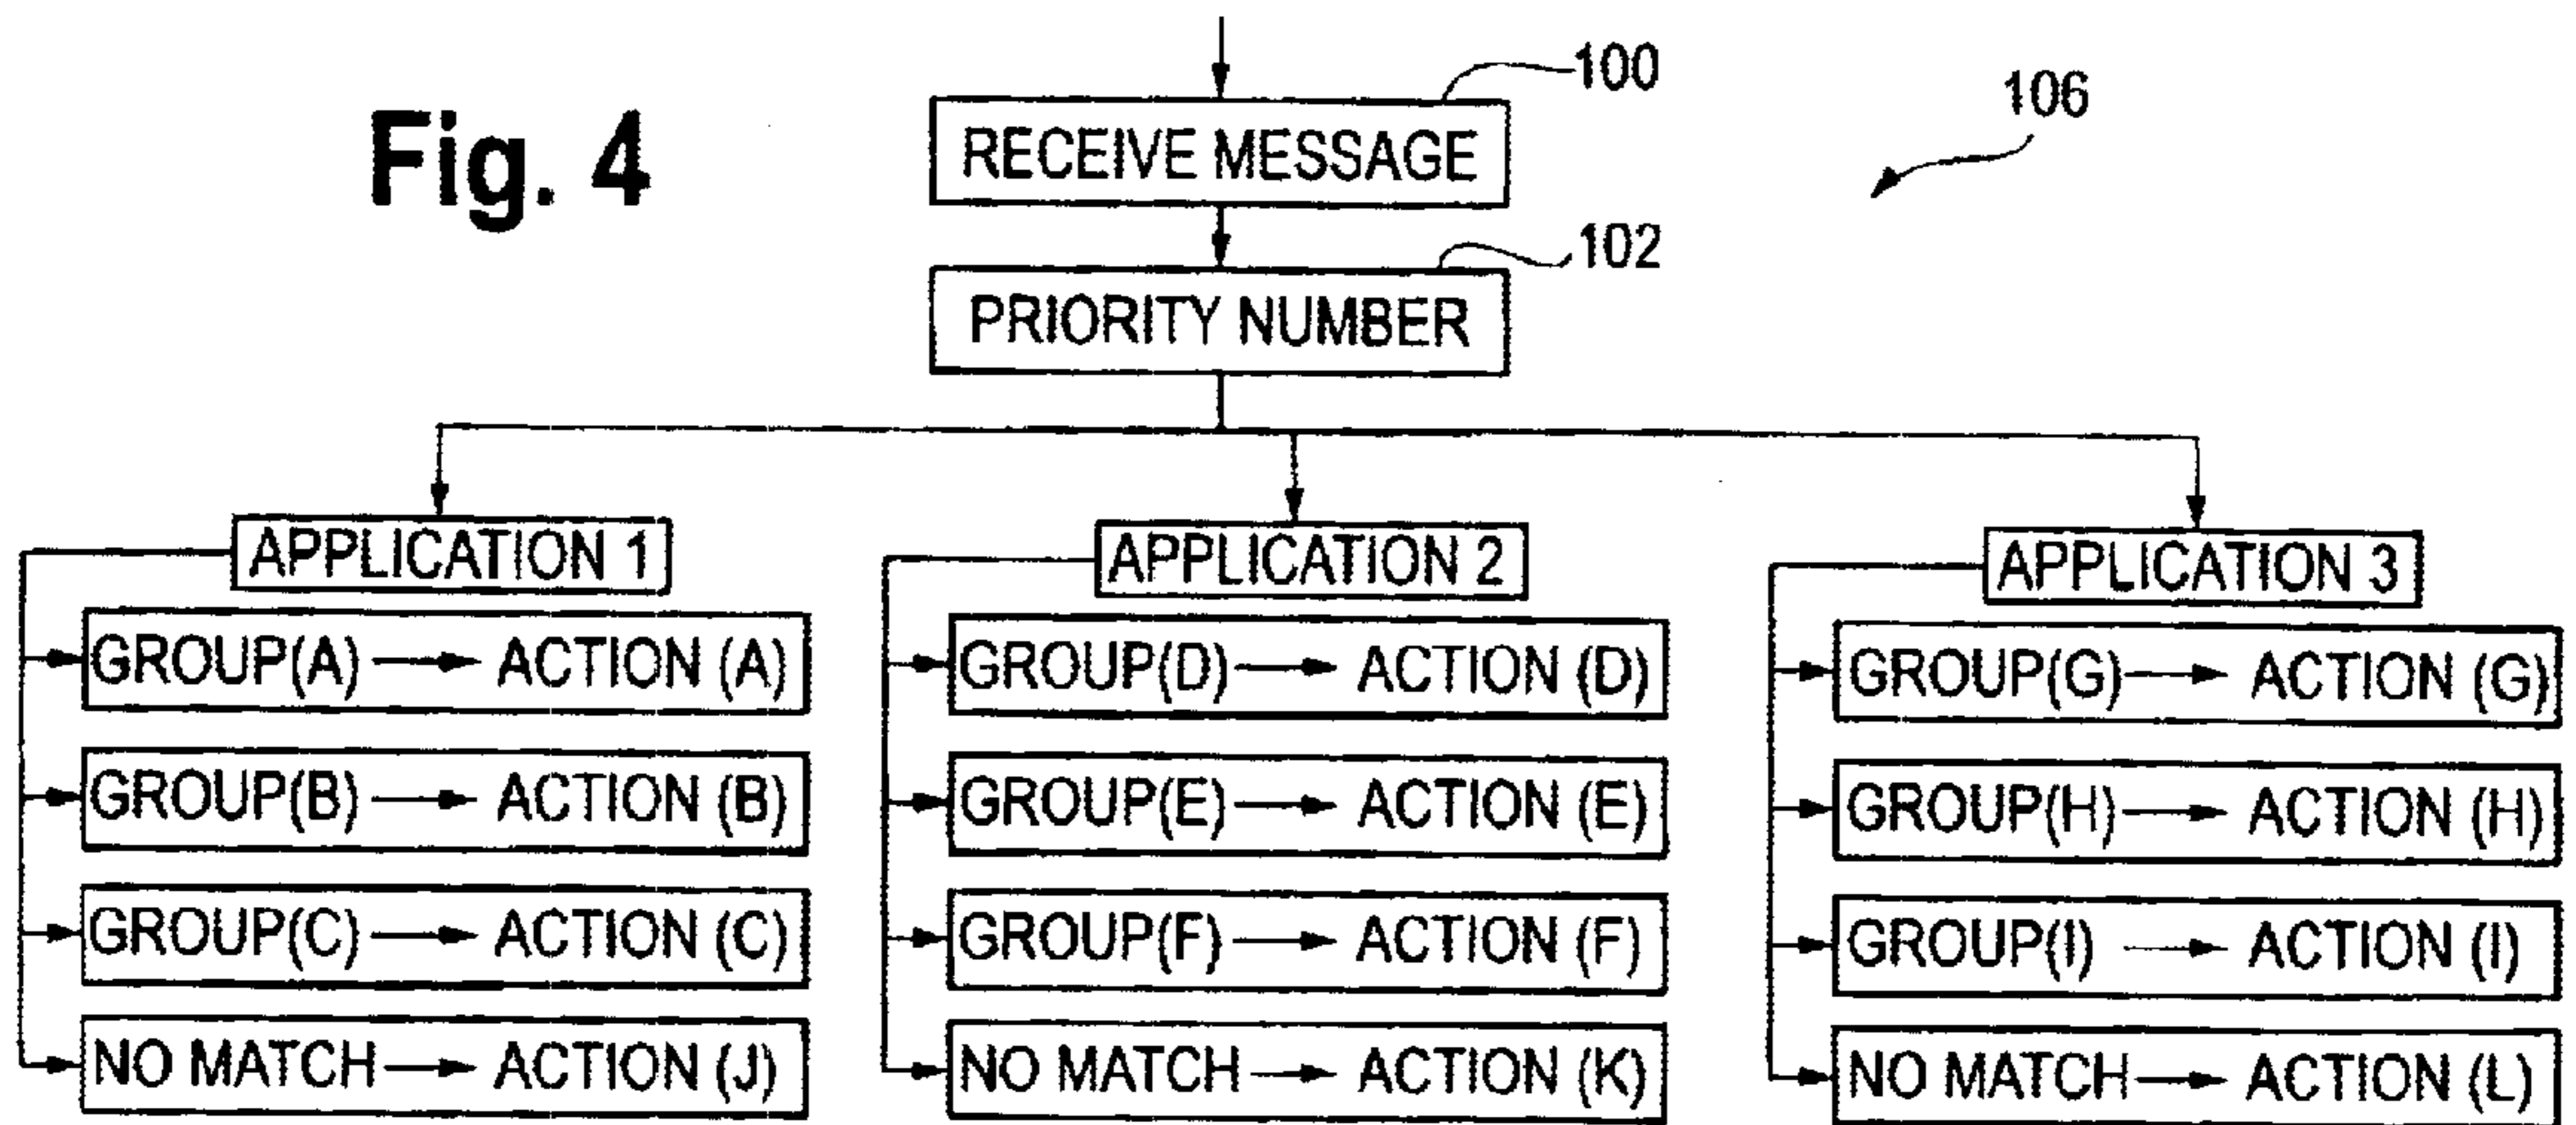 Fig. 4
100
RECEIVE MESSAGE
106
102
PRIORITY NUMBER
APPLICATION 1
GROUP(A) ACTION (A)
GROUP(B) ACTION (B)
GROUP(C) ACTION (C)
NO MATCH ACTION (J)
APPLICATION 2
GROUP(D) ACTION (D)
GROUP(E) ACTION (E)
GROUP(F) ACTION (F)
NO MATCH ACTION (K)
APPLICATION 3
GROUP(G) ACTION (G)
GROUP(H) ACTION (H)
GROUP(I) ACTION (I)
NO MATCH ACTION (L)